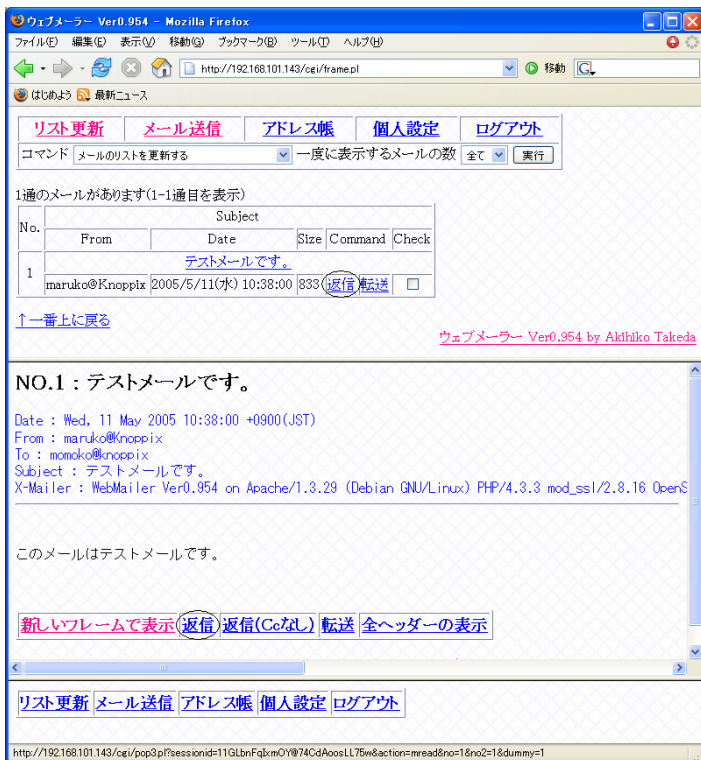 ウェブメーラー Ver0.954 - Mozilla Firefox
ファイル(F) 編集(E) 表示(V) 移動(G) ブックマーク(B) ツール(T) ヘルプ(H)
http://192.168.101.143/cgi/frame.pl 移動 G
はじめよう 最新ニュース
リスト更新 メール送信 アドレス帳 個人設定 ログアウト
コマンド メールのリストを更新する 一度に表示するメールの数 全て 実行
1通のメールがあります(1-1通目を表示)
No. Subject
From Date Size Command Check
1 テストメールです。
maruko@Knoppix 2005/5/11(水) 10:38:00 833 返信 転送
↑一番上に戻る
ウェブメーラー Ver0.954 by Akihiko Takeda
NO.1 : テストメールです。
Date : Wed, 11 May 2005 10:38:00 +0900(JST)
From : maruko@Knoppix
To : momoko@Knoppix
Subject : テストメールです。
X-Mailer : WebMailer Ver0.954 on Apache/1.3.29 (Debian GNU/Linux) PHP/4.3.3 mod_ssl/2.8.16 OpenS
このメールはテストメールです。
新しいフレームで表示 返信 返信(Ccなし) 転送 全ヘッダーの表示
リスト更新 メール送信 アドレス帳 個人設定 ログアウト
http://192.168.101.143/cgi/pop3.pl?sessionid=11GLbnFqIxmOY@74CdAoosLL75w&action=mread&no=1&no2=1&dummy=1